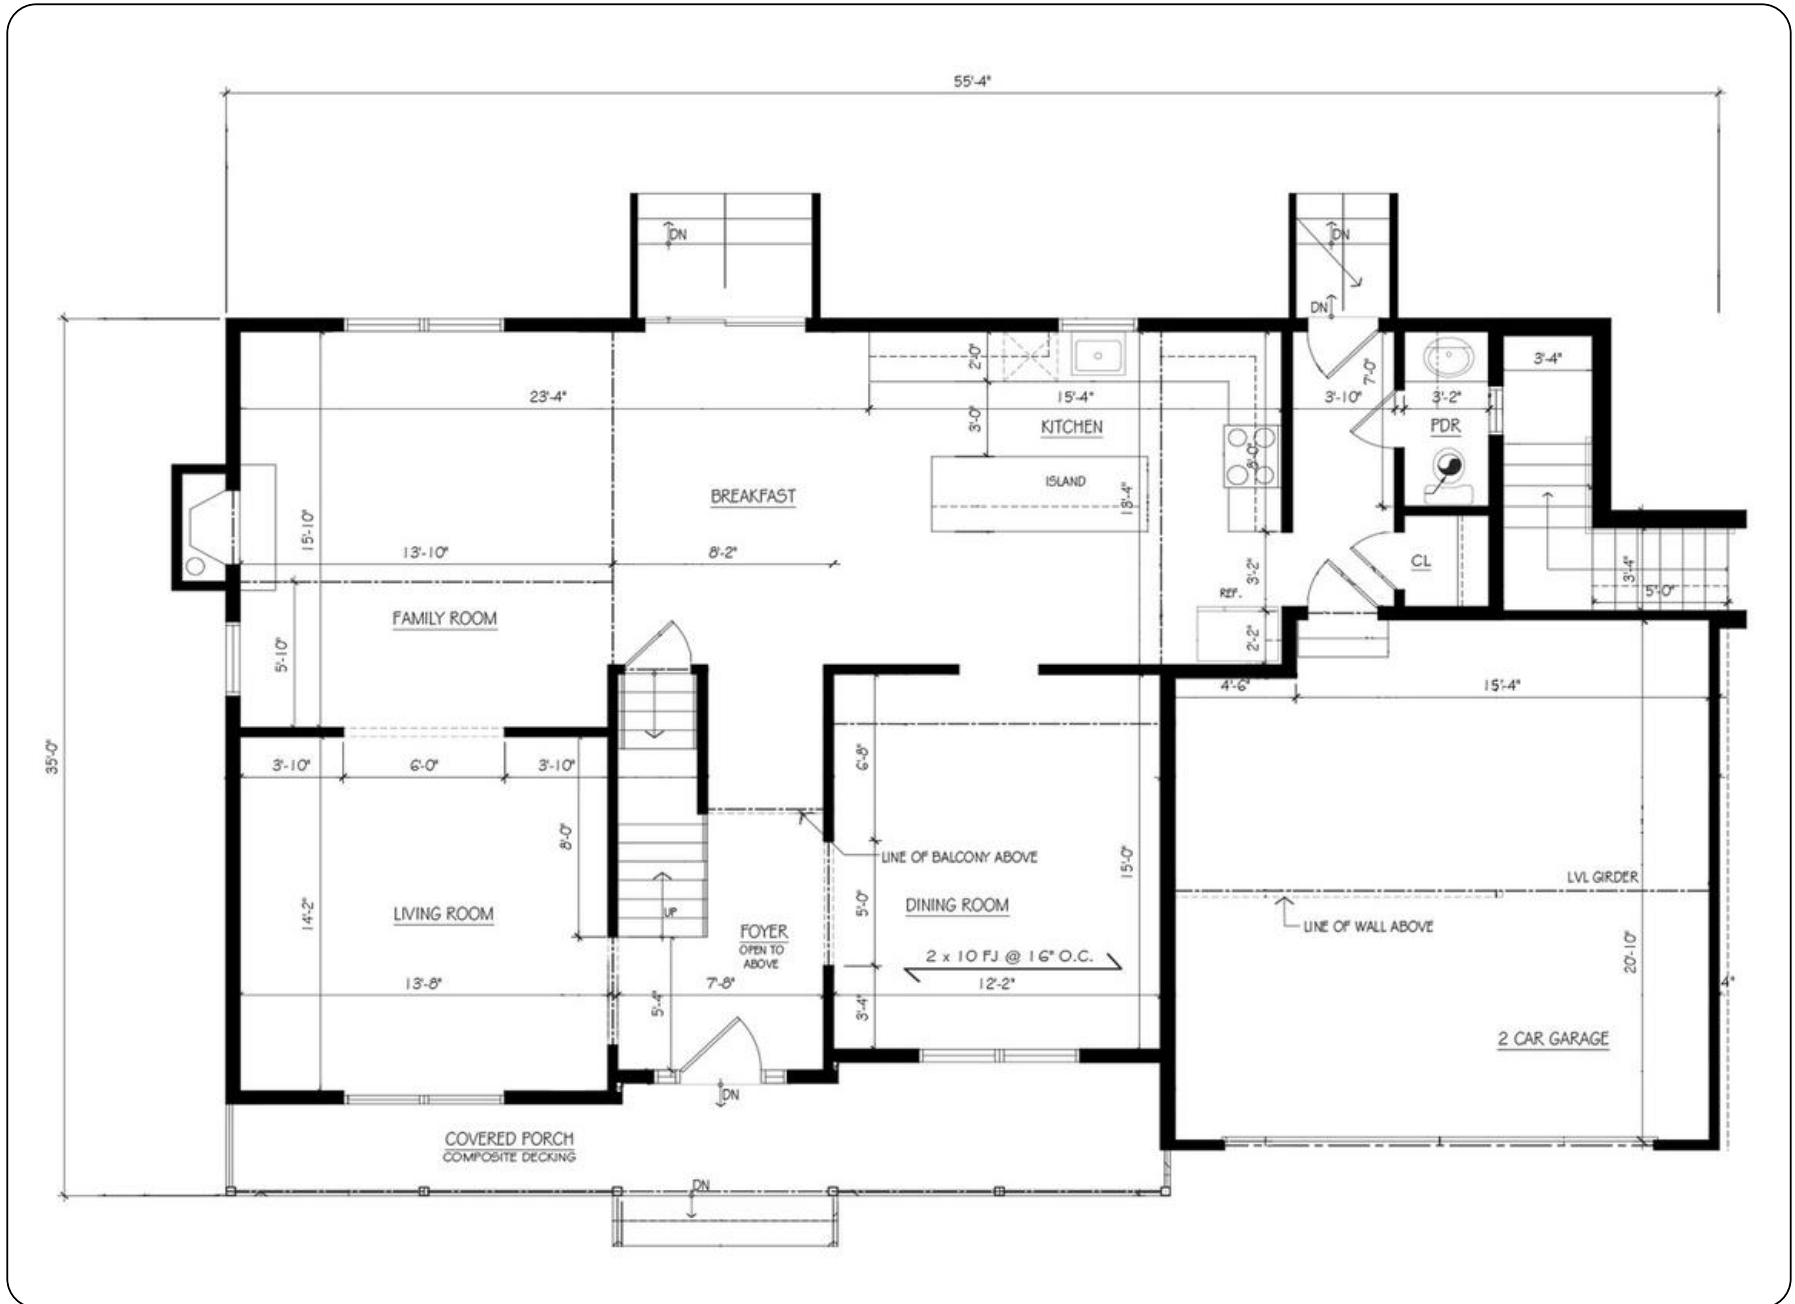 55'-4"
DN
DN
DN
2'-0"
7'-0"
3'-4"
23'-4"
15'-4"
3'-10"
3'-2"
3'-0"
KITCHEN
PDR
8'-0"
ISLAND
BREAKFAST
13'-4"
15'-10"
13'-10"
8'-2"
CL
3'-2"
3'-4"
5'-0"
REF.
FAMILY ROOM
5'-10"
2'-2"
4'-6"
15'-4"
35'-0"
3'-10"
6'-0"
3'-10"
6'-8"
8'-0"
LINE OF BALCONY ABOVE
15'-0"
LVL GIRDER
14'-2"
LIVING ROOM
UP
5'-0"
DINING ROOM
LINE OF WALL ABOVE
FOYER
OPEN TO
ABOVE
2 x 10 FJ @ 16" O.C.
20'-10"
13'-8"
7'-8"
12'-2"
4"
5'-4"
3'-4"
2 CAR GARAGE
DN
COVERED PORCH
COMPOSITE DECKING
DN